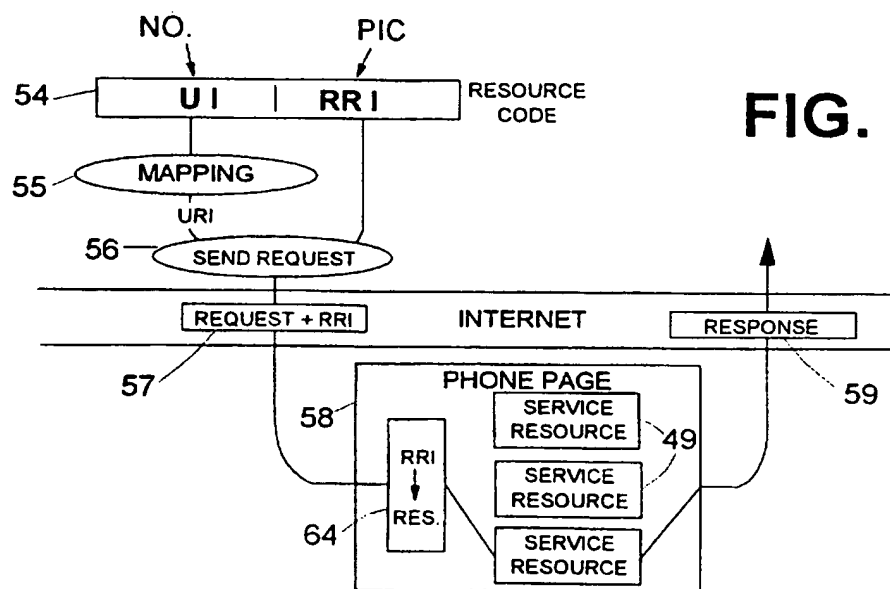 NO. PIC
54 UI | RRI RESOURCE CODE
FIG.
55 MAPPING
URI
56 SEND REQUEST
REQUEST + RRI INTERNET RESPONSE
57 59
58 PHONE PAGE
SERVICE RESOURCE
49
RRI
SERVICE RESOURCE
64 RES.
SERVICE RESOURCE